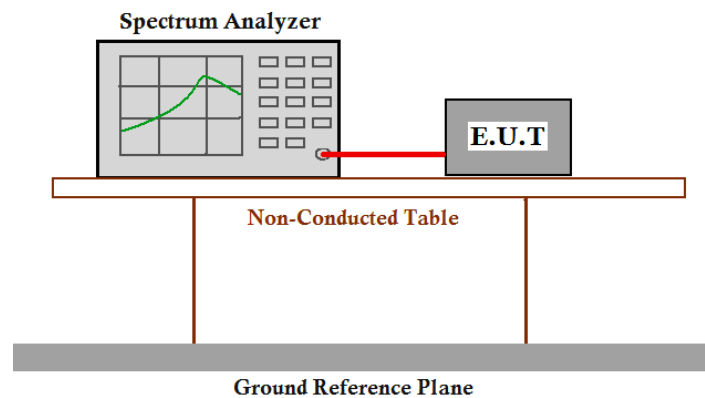 Spectrum Analyzer
E.U.T
Non-Conducted Table
Ground Reference Plane